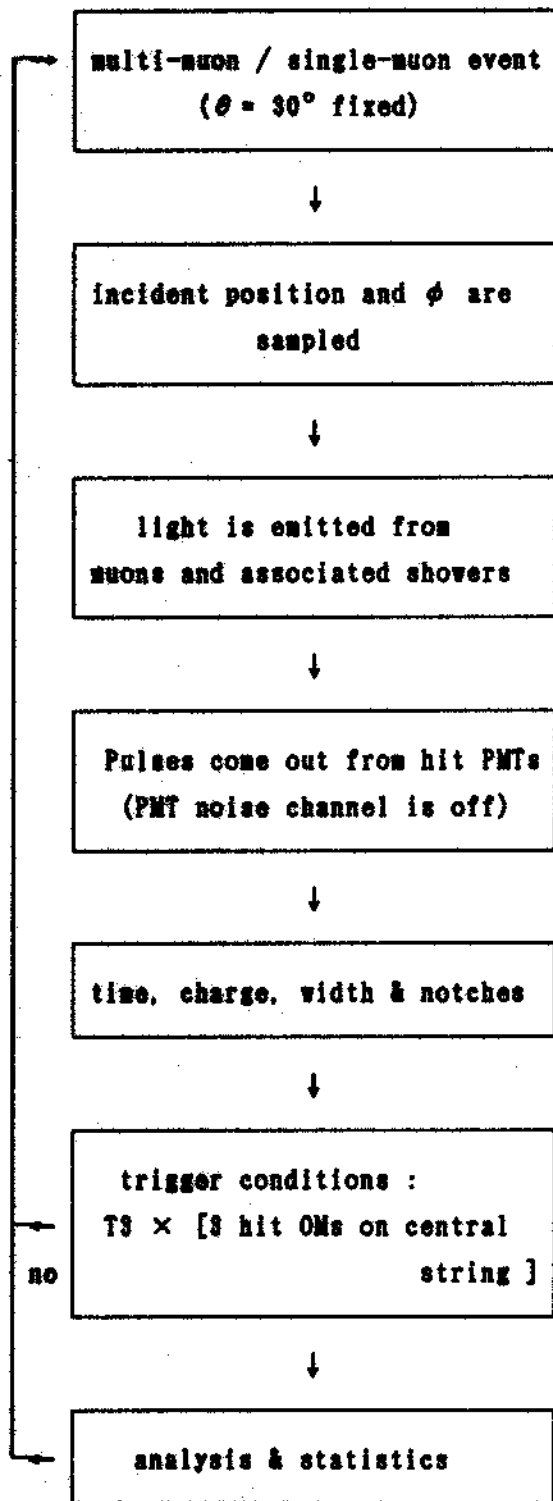 multi-muon / single-muon event
(θ = 30° fixed)
↓
incident position and φ are
sampled
↓
light is emitted from
muons and associated showers
↓
Pulses come out from hit PMTs
(PMT noise channel is off)
↓
time, charge, width & notches
↓
trigger conditions :
T3 × [3 hit OMs on central
string ]
no
↓
analysis & statistics